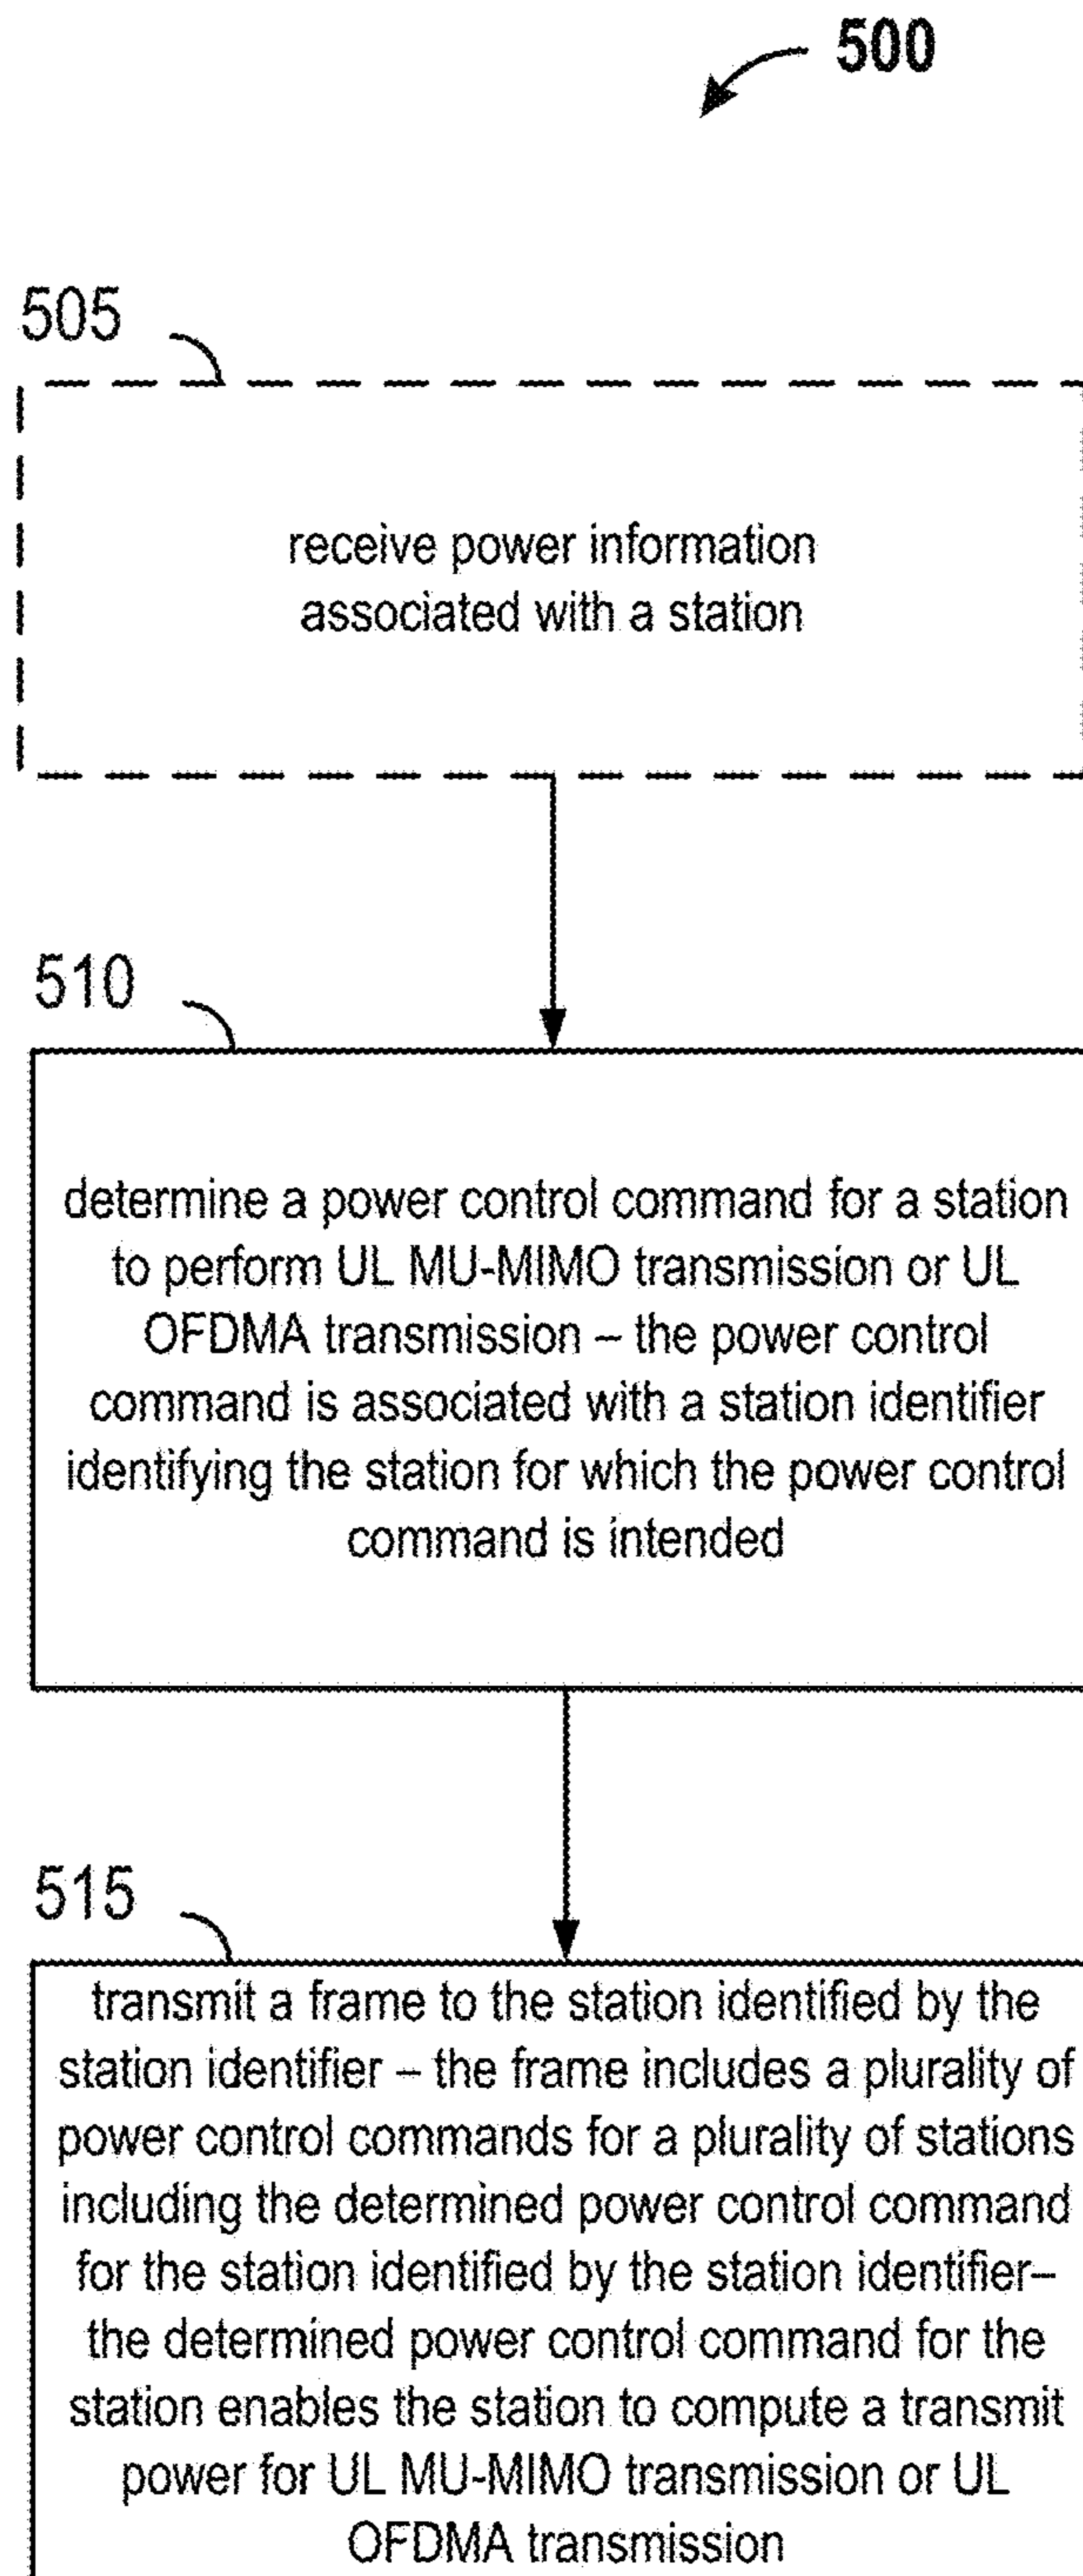 500
505
receive power information
associated with a station
510
determine a power control command for a station
to perform UL MU-MIMO transmission or UL
OFDMA transmission – the power control
command is associated with a station identifier
identifying the station for which the power control
command is intended
515
transmit a frame to the station identified by the
station identifier – the frame includes a plurality of
power control commands for a plurality of stations
including the determined power control command
for the station identified by the station identifier–
the determined power control command for the
station enables the station to compute a transmit
power for UL MU-MIMO transmission or UL
OFDMA transmission